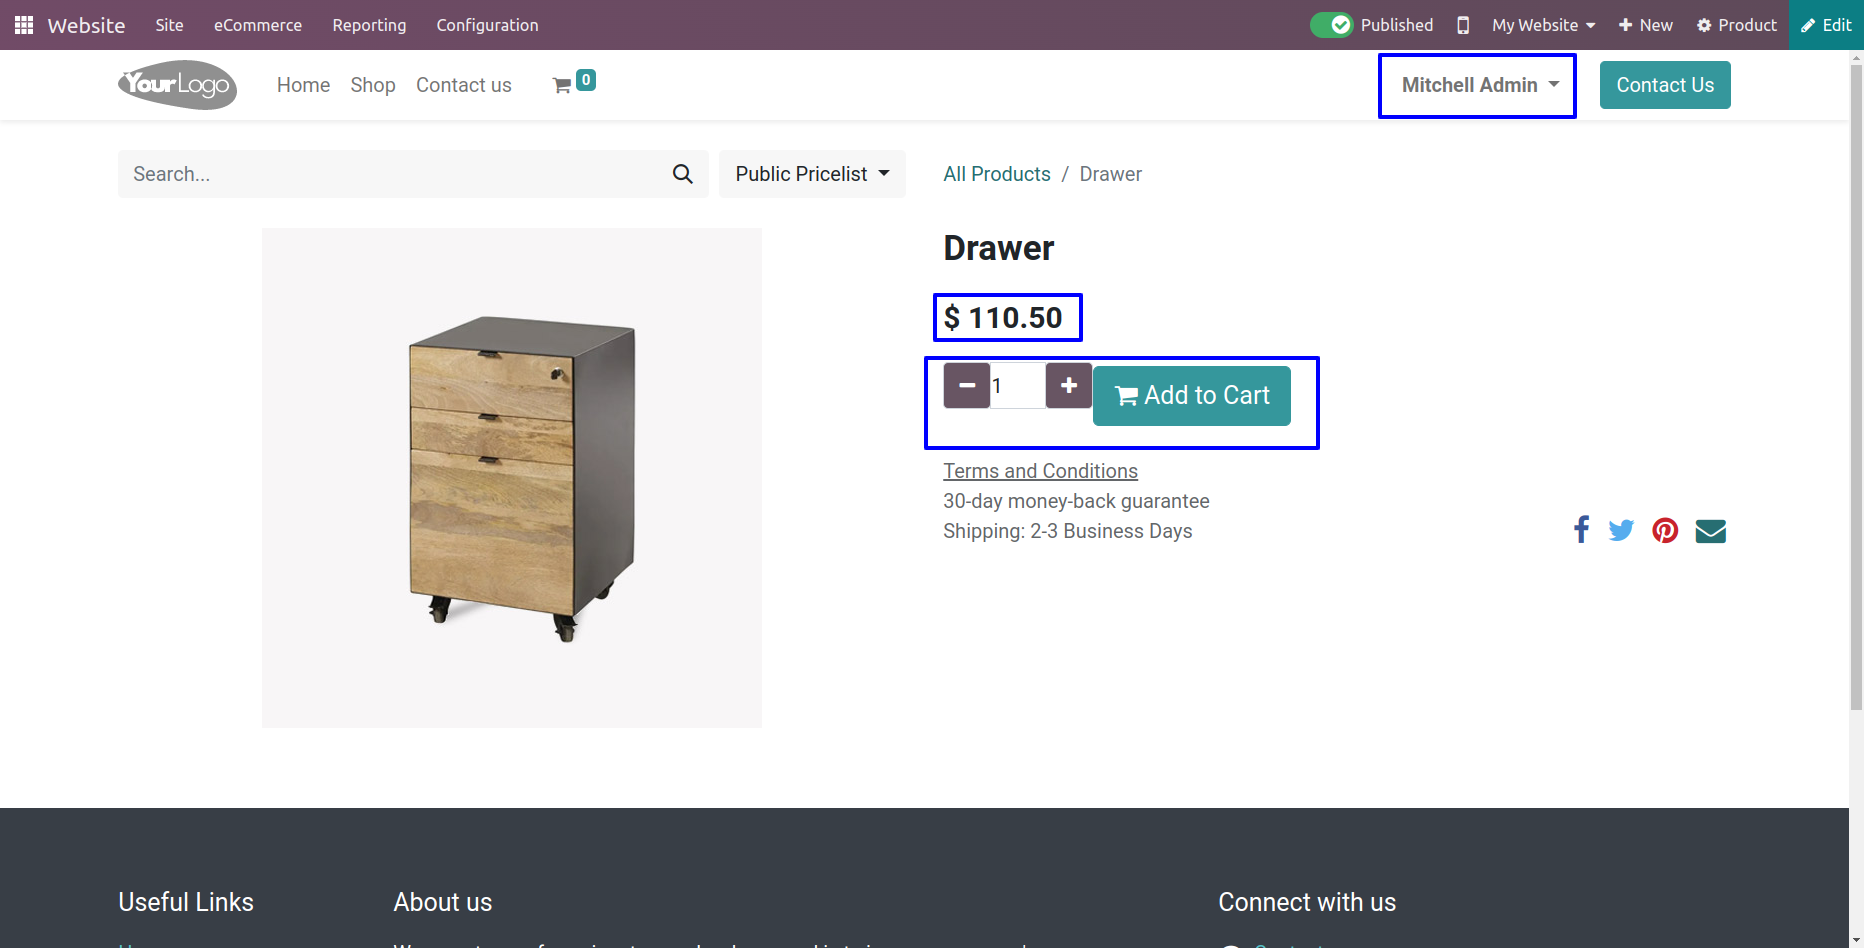 Website Site eCommerce Reporting Configuration Published My Website New Product Edit
YourLogo Home Shop Contact us 0 Mitchell Admin Contact Us
Search... Public Pricelist All Products / Drawer
Drawer
$ 110.50
1 Add to Cart
Terms and Conditions
30-day money-back guarantee
Shipping: 2-3 Business Days
Useful Links About us Connect with us